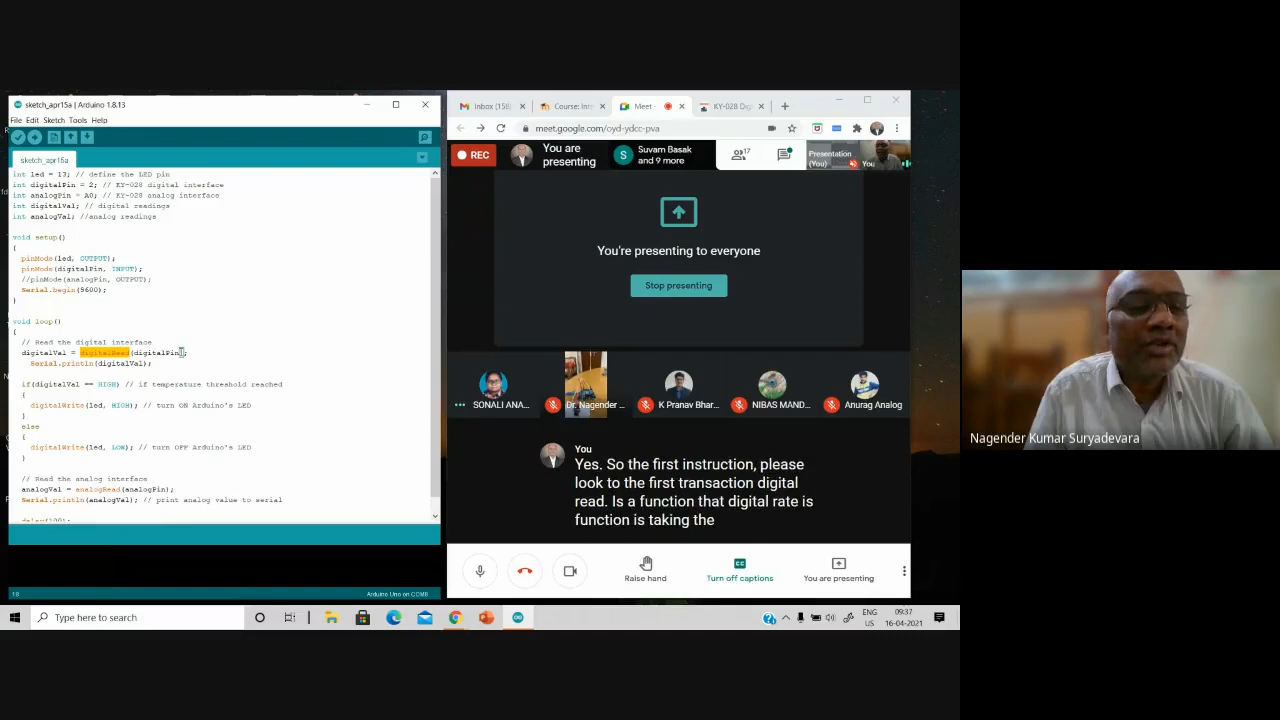 sketch_apr15a | Arduino 1.8.13
File Edit Sketch Tools Help
sketch_apr15a
int led = 13; // define the LED pin
int digitalPin = 2; // KY-028 digital interface
int analogPin = A0; // KY-028 analog interface
int digitalVal; // digital readings
int analogVal; //analog readings
void setup()
{
pinMode(led, OUTPUT);
pinMode(digitalPin, INPUT);
//pinMode(analogPin, OUTPUT);
Serial.begin(9600);
}
void loop()
{
// Read the digital interface
digitalVal = digitalRead(digitalPin);
Serial.println(digitalVal);
if(digitalVal == HIGH) // if temperature threshold reached
{
digitalWrite(led, HIGH); // turn ON Arduino's LED
}
else
{
digitalWrite(led, LOW); // turn OFF Arduino's LED
}
// Read the analog interface
analogVal = analogRead(analogPin);
Serial.println(analogVal); // print analog value to serial
delay(100);
18
Arduino Uno on COM8
Inbox (158
Course: Int
Meet -
KY-028 Dig
meet.google.com/oyd-ydcc-pva
REC
You are
presenting
S
Suvam Basak
and 9 more
17
Presentation
(You)
You
You're presenting to everyone
Stop presenting
SONALI ANA...
Dr. Nagender ...
K Pranav Bhar...
NIBAS MAND...
Anurag Analog
You
Yes. So the first instruction, please
look to the first transaction digital
read. Is a function that digital rate is
function is taking the
Raise hand
CC
Turn off captions
You are presenting
Type here to search
ENG
US
09:37
16-04-2021
Nagender Kumar Suryadevara